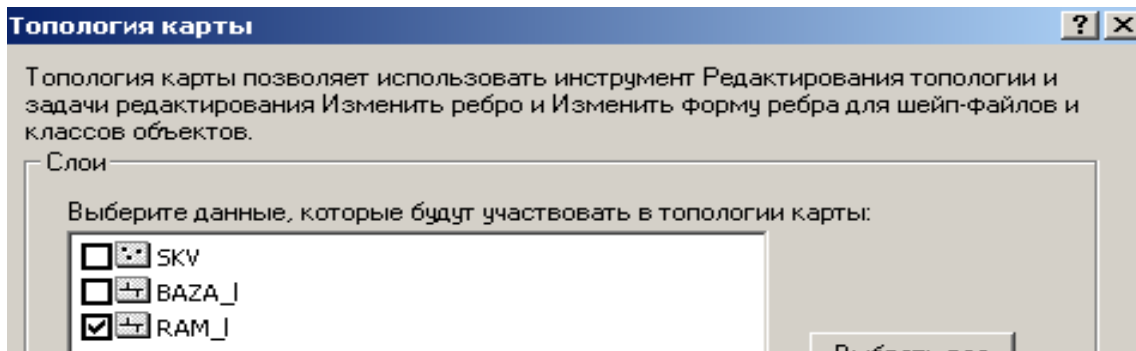 Топология карты
Топология карты позволяет использовать инструмент Редактирования топологии и
задачи редактирования Изменить ребро и Изменить форму ребра для шейп-файлов и
классов объектов.
Слои
Выберите данные, которые будут участвовать в топологии карты:
SKV
BAZA_l
RAM_l